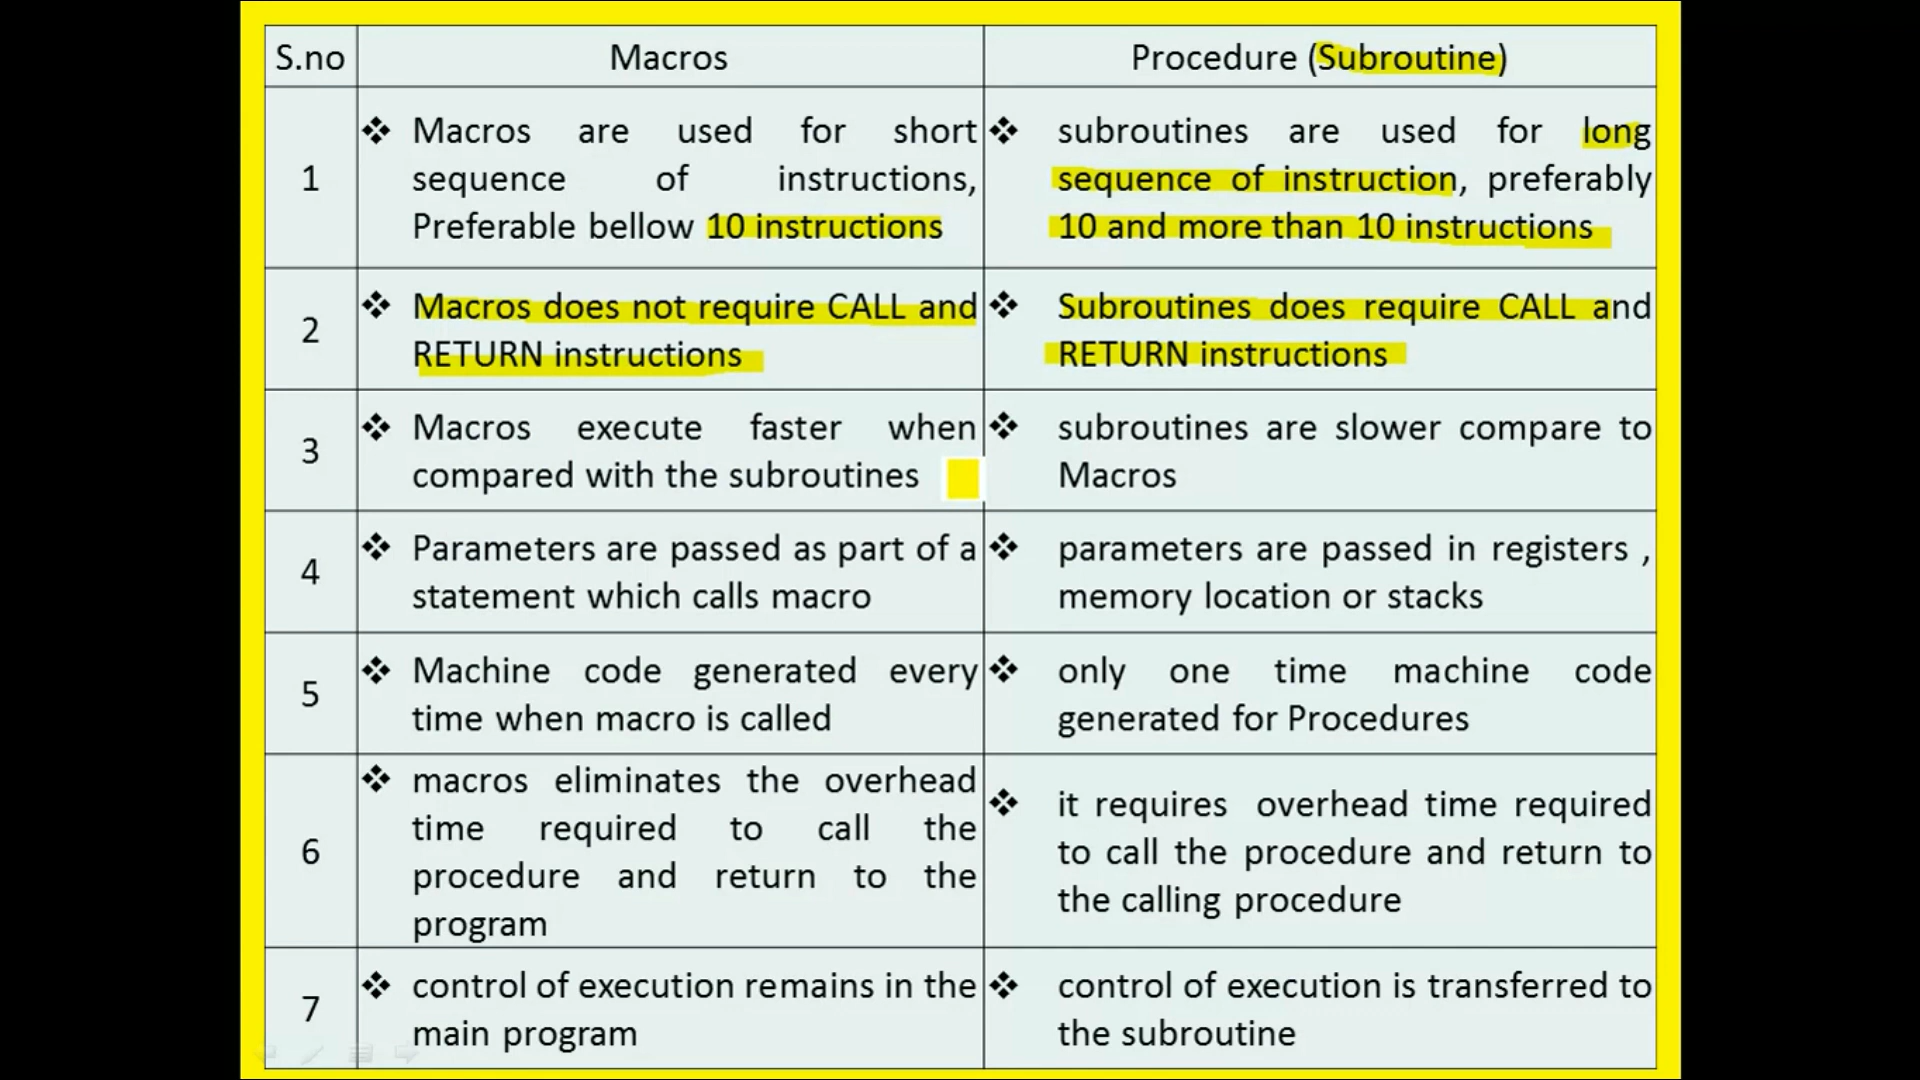 S.no Macros Procedure (Subroutine)
1
❖ Macros are used for short
sequence of instructions,
Preferable bellow 10 instructions
❖ subroutines are used for long
sequence of instruction, preferably
10 and more than 10 instructions
2
❖ Macros does not require CALL and
RETURN instructions
❖ Subroutines does require CALL and
RETURN instructions
3
❖ Macros execute faster when
compared with the subroutines
❖ subroutines are slower compare to
Macros
4
❖ Parameters are passed as part of a
statement which calls macro
❖ parameters are passed in registers ,
memory location or stacks
5
❖ Machine code generated every
time when macro is called
❖ only one time machine code
generated for Procedures
6
❖ macros eliminates the overhead
time required to call the
procedure and return to the
program
❖ it requires overhead time required
to call the procedure and return to
the calling procedure
7
❖ control of execution remains in the
main program
❖ control of execution is transferred to
the subroutine